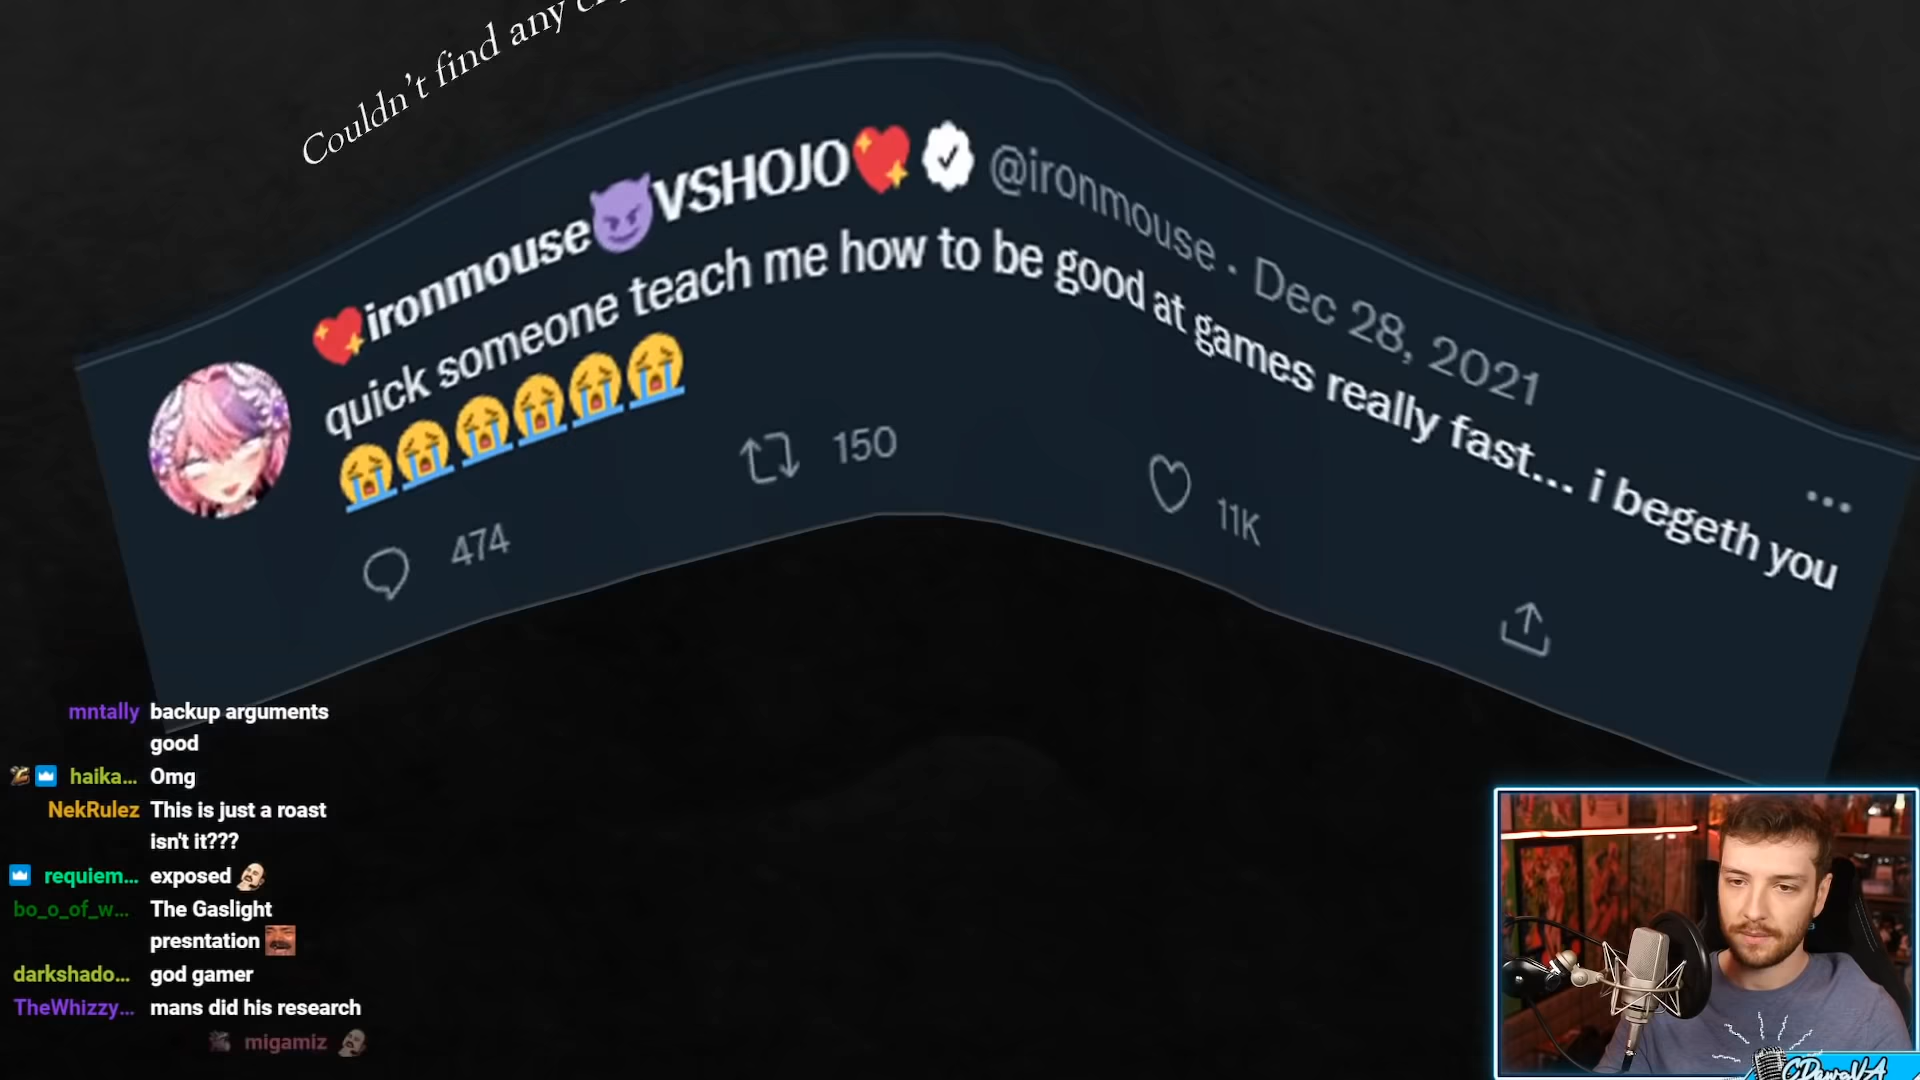 Couldn't find any
💖ironmouse😈VSHOJO💖 @ironmouse · Dec 28, 2021
quick someone teach me how to be good at games really fast... i begeth you
😭😭😭😭😭😭
474 150 11K
mntally backup arguments
good
haika... Omg
NekRulez This is just a roast
isn't it???
requiem... exposed
bo_o_of_w... The Gaslight
presntation
darkshado... god gamer
TheWhizzy... mans did his research
migamiz
CDawgVA